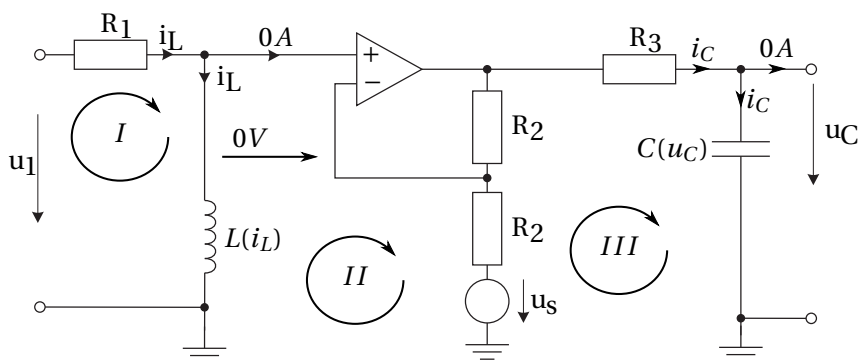 R1 iL 0A + R3 iC 0A
iL − iC
R2
I 0V C(uC) uC
u1
R2
L(iL) II III
us